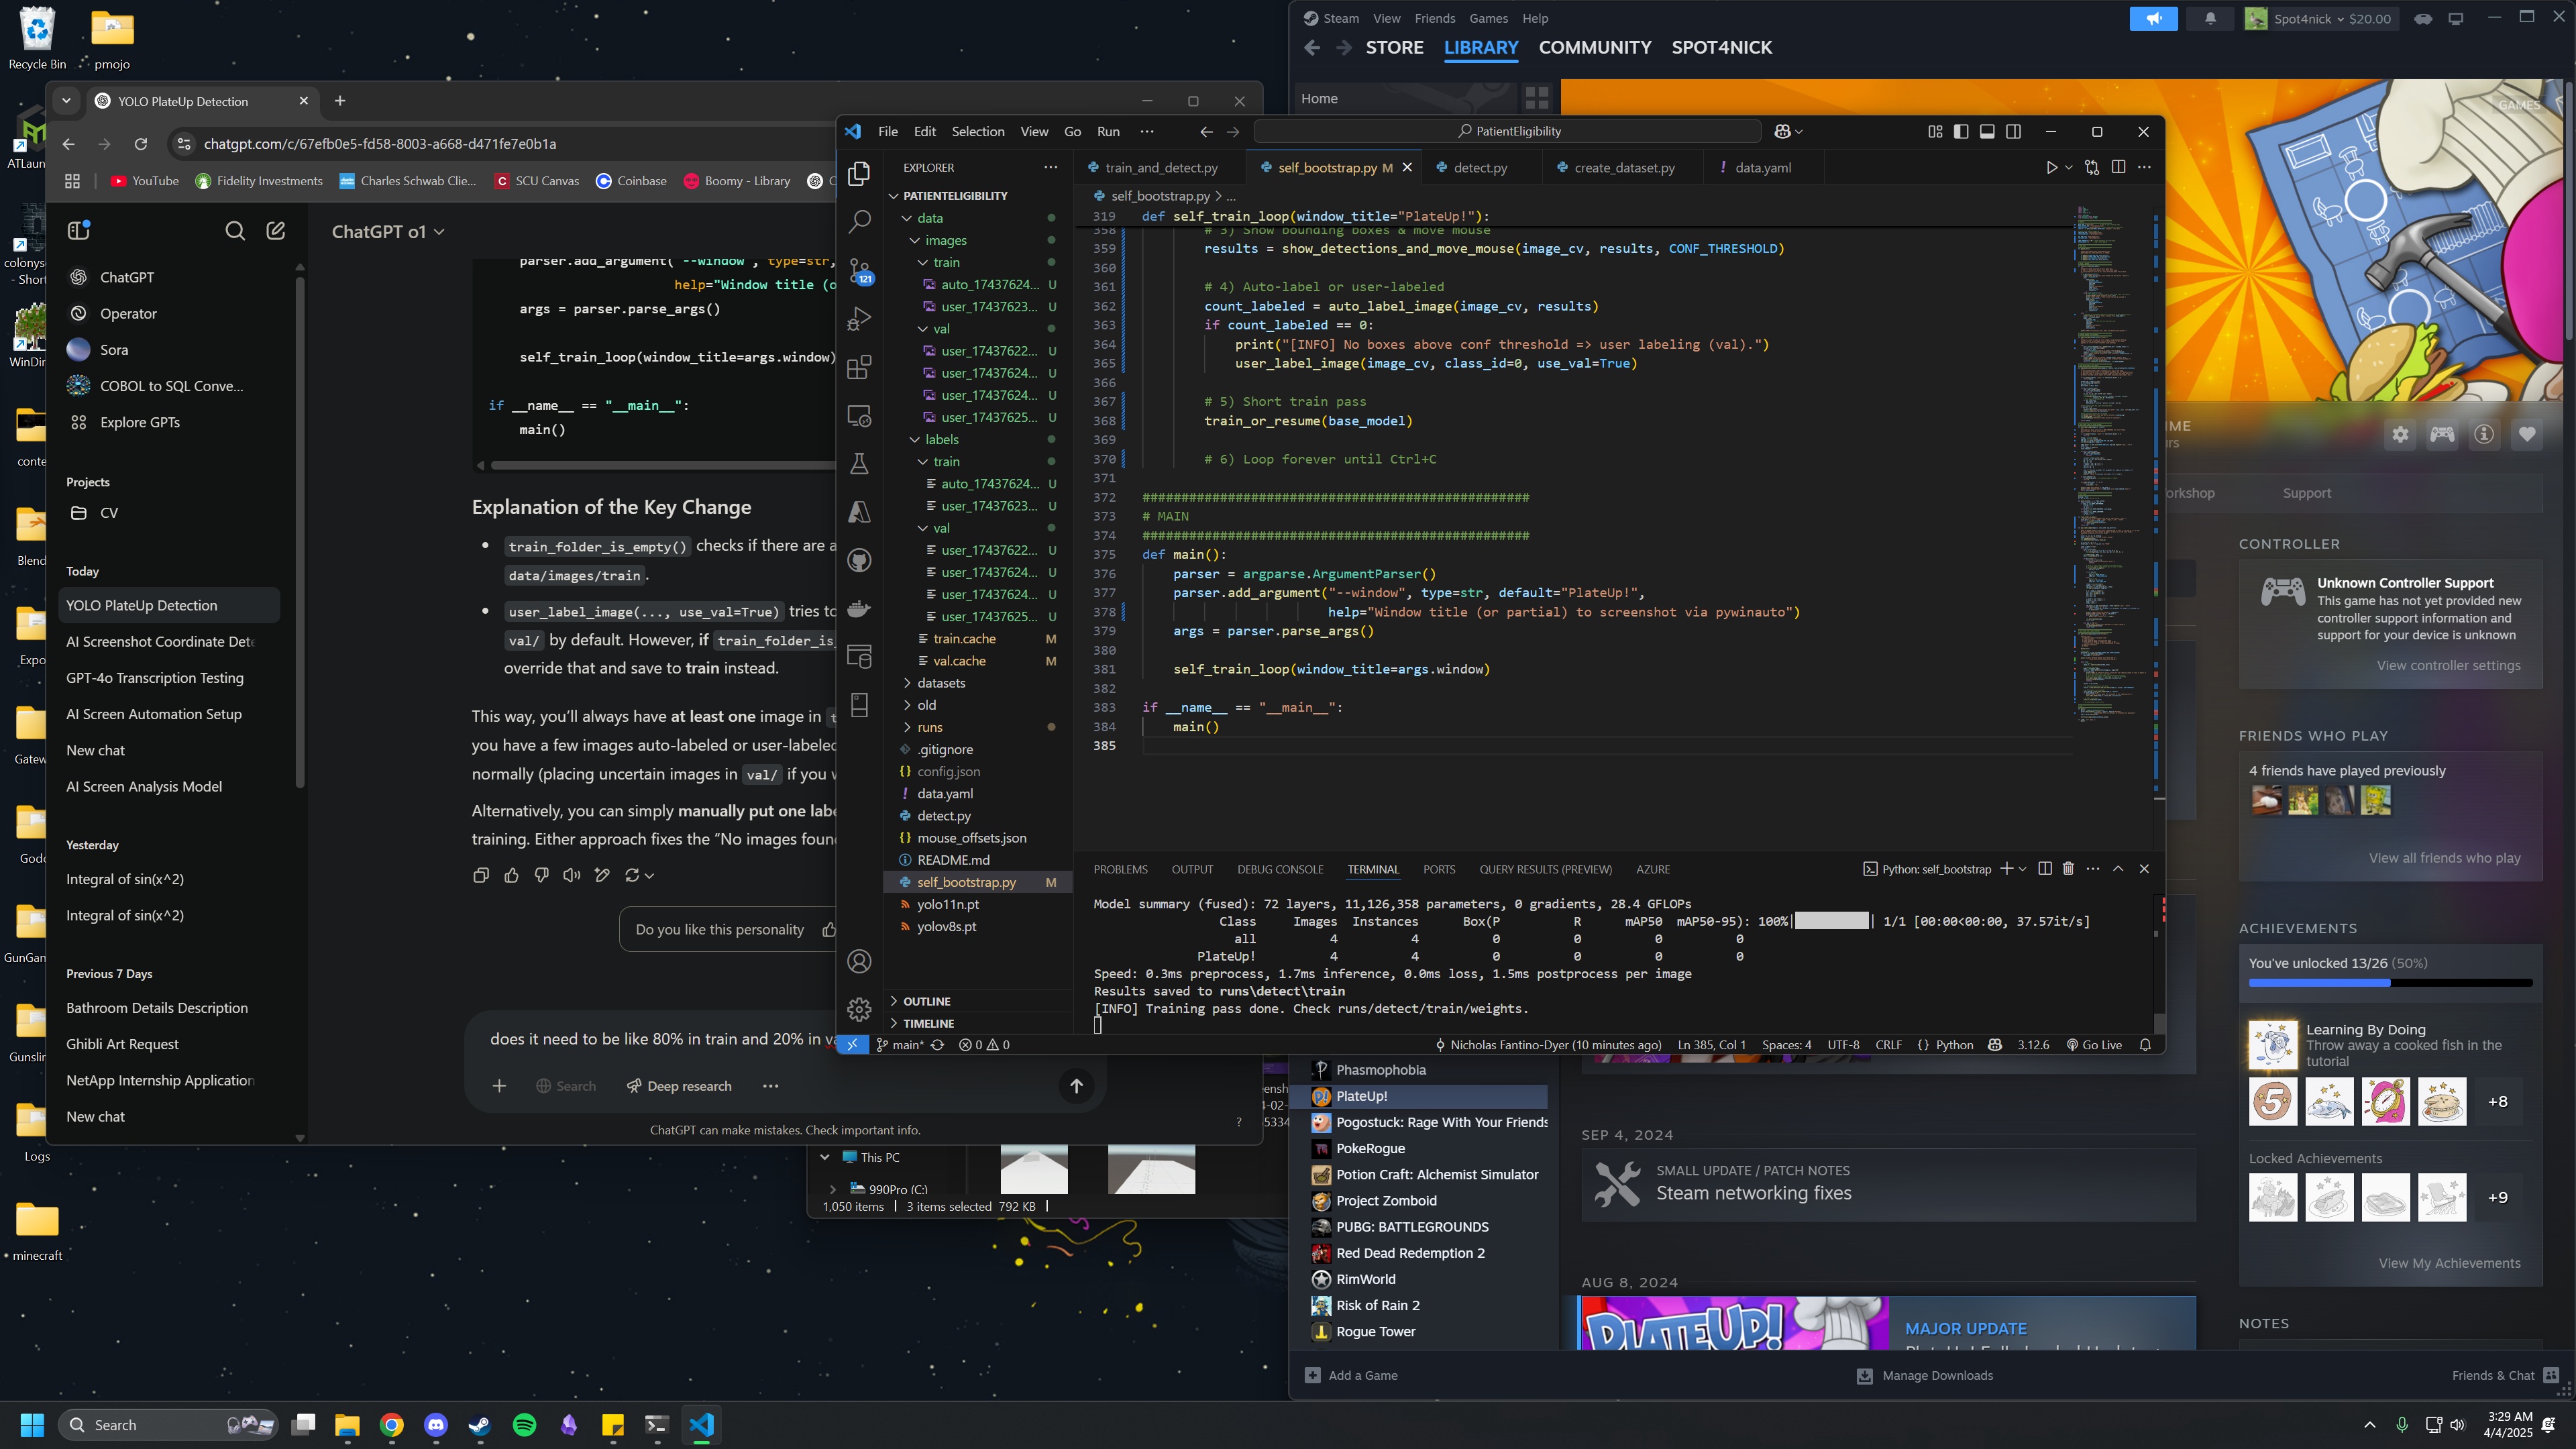 Recycle Bin
pmojo
ATLaun
colonys
- Short
WinDir
conte
Blend
Expo
Gatew
Godo
GunGan
Gunslin
Logs
minecraft
YOLO PlateUp Detection
chatgpt.com/c/67efb0e5-fd58-8003-a668-d471fe7e0b1a
YouTube
Fidelity Investments
Charles Schwab Clie...
SCU Canvas
Coinbase
Boomy - Library
ChatGPT
Operator
Sora
COBOL to SQL Conve...
Explore GPTs
Projects
CV
Today
YOLO PlateUp Detection
AI Screenshot Coordinate Dete
GPT-4o Transcription Testing
AI Screen Automation Setup
New chat
AI Screen Analysis Model
Yesterday
Integral of sin(x^2)
Integral of sin(x^2)
Previous 7 Days
Bathroom Details Description
Ghibli Art Request
NetApp Internship Application
New chat
ChatGPT o1
parser.add_argument("--window", type=str,
help="Window title (o
args = parser.parse_args()
self_train_loop(window_title=args.window)
if __name__ == "__main__":
main()
Explanation of the Key Change
train_folder_is_empty() checks if there are a
data/images/train.
user_label_image(..., use_val=True) tries to
val/ by default. However, if train_folder_is_
override that and save to train instead.
This way, you'll always have at least one image in
you have a few images auto-labeled or user-labeled
normally (placing uncertain images in val/ if you w
Alternatively, you can simply manually put one labe
training. Either approach fixes the "No images foun
Do you like this personality
does it need to be like 80% in train and 20% in va
Search
Deep research
ChatGPT can make mistakes. Check important info.
?
This PC
990Pro (C:)
1,050 items
3 items selected 792 KB
File Edit Selection View Go Run
PatientEligibility
EXPLORER
PATIENTELIGIBILITY
data
images
train
auto_17437624... U
user_17437623... U
val
user_17437622... U
user_17437624... U
user_17437624... U
user_17437625... U
labels
train
auto_17437624... U
user_17437623... U
val
user_17437622... U
user_17437624... U
user_17437624... U
user_17437625... U
train.cache M
val.cache M
datasets
old
runs
.gitignore
config.json
data.yaml
detect.py
mouse_offsets.json
README.md
self_bootstrap.py M
yolo11n.pt
yolov8s.pt
OUTLINE
TIMELINE
121
train_and_detect.py
self_bootstrap.py M
detect.py
create_dataset.py
data.yaml
self_bootstrap.py > ...
319 def self_train_loop(window_title="PlateUp!"):
358 # 3) Show bounding boxes & move mouse
359 results = show_detections_and_move_mouse(image_cv, results, CONF_THRESHOLD)
360
361 # 4) Auto-label or user-labeled
362 count_labeled = auto_label_image(image_cv, results)
363 if count_labeled == 0:
364 print("[INFO] No boxes above conf threshold => user labeling (val).")
365 user_label_image(image_cv, class_id=0, use_val=True)
366
367 # 5) Short train pass
368 train_or_resume(base_model)
369
370 # 6) Loop forever until Ctrl+C
371
372 ##################################################
373 # MAIN
374 ##################################################
375 def main():
376 parser = argparse.ArgumentParser()
377 parser.add_argument("--window", type=str, default="PlateUp!",
378 help="Window title (or partial) to screenshot via pywinauto")
379 args = parser.parse_args()
380
381 self_train_loop(window_title=args.window)
382
383 if __name__ == "__main__":
384 main()
385
PROBLEMS OUTPUT DEBUG CONSOLE TERMINAL PORTS QUERY RESULTS (PREVIEW) AZURE
Python: self_bootstrap
Model summary (fused): 72 layers, 11,126,358 parameters, 0 gradients, 28.4 GFLOPs
Class Images Instances Box(P R mAP50 mAP50-95): 100%| | 1/1 [00:00<00:00, 37.57it/s]
all 4 4 0 0 0 0
PlateUp! 4 4 0 0 0 0
Speed: 0.3ms preprocess, 1.7ms inference, 0.0ms loss, 1.5ms postprocess per image
Results saved to runs\detect\train
[INFO] Training pass done. Check runs/detect/train/weights.
main*
0 0
Nicholas Fantino-Dyer (10 minutes ago)
Ln 385, Col 1
Spaces: 4
UTF-8
CRLF
{ } Python
3.12.6
Go Live
Steam View Friends Games Help
Spot4nick
$20.00
STORE LIBRARY COMMUNITY SPOT4NICK
Home
GAMES
orkshop
Support
CONTROLLER
Unknown Controller Support
This game has not yet provided new
controller support information and
support for your device is unknown
View controller settings
FRIENDS WHO PLAY
4 friends have played previously
View all friends who play
ACHIEVEMENTS
You've unlocked 13/26 (50%)
Learning By Doing
Throw away a cooked fish in the
tutorial
+8
Locked Achievements
+9
View My Achievements
NOTES
Phasmophobia
PlateUp!
Pogostuck: Rage With Your Friends
PokeRogue
Potion Craft: Alchemist Simulator
Project Zomboid
PUBG: BATTLEGROUNDS
Red Dead Redemption 2
RimWorld
Risk of Rain 2
Rogue Tower
SEP 4, 2024
SMALL UPDATE / PATCH NOTES
Steam networking fixes
AUG 8, 2024
PLATEUP!
MAJOR UPDATE
Add a Game
Manage Downloads
Friends & Chat
Search
3:29 AM
4/4/2025